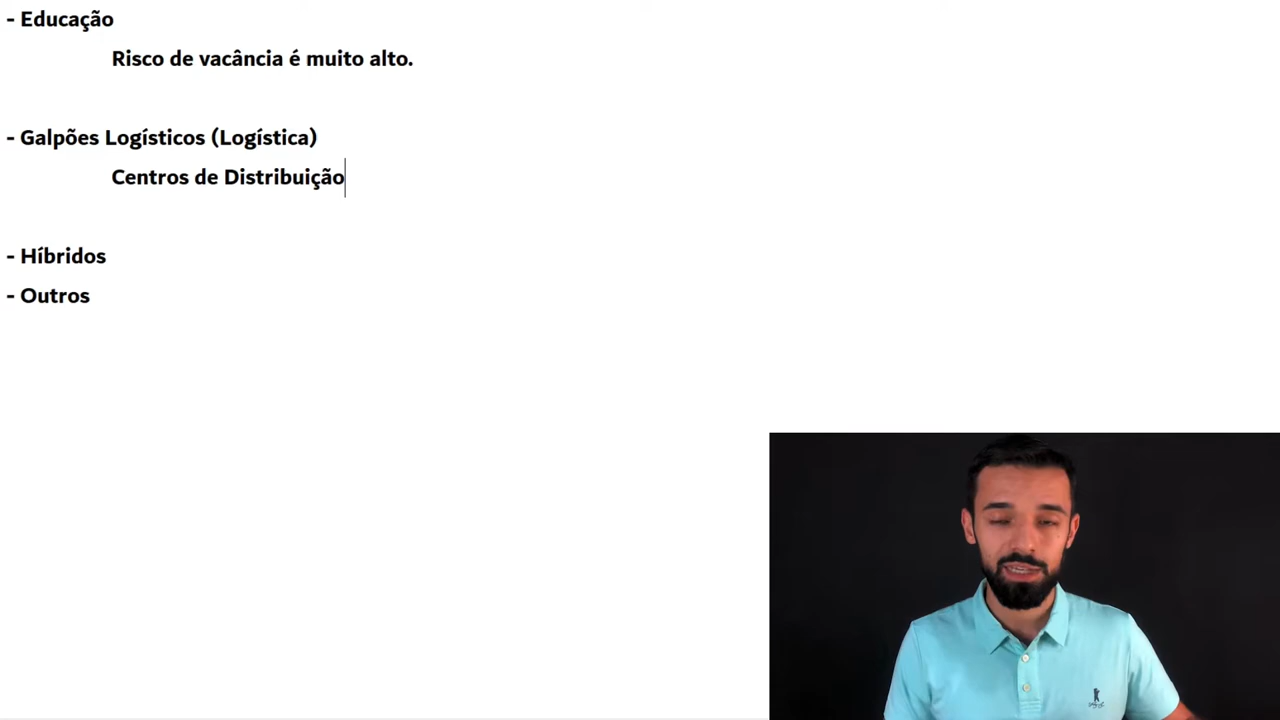 - Educação
Risco de vacância é muito alto.
- Galpões Logísticos (Logística)
Centros de Distribuição
- Híbridos
- Outros